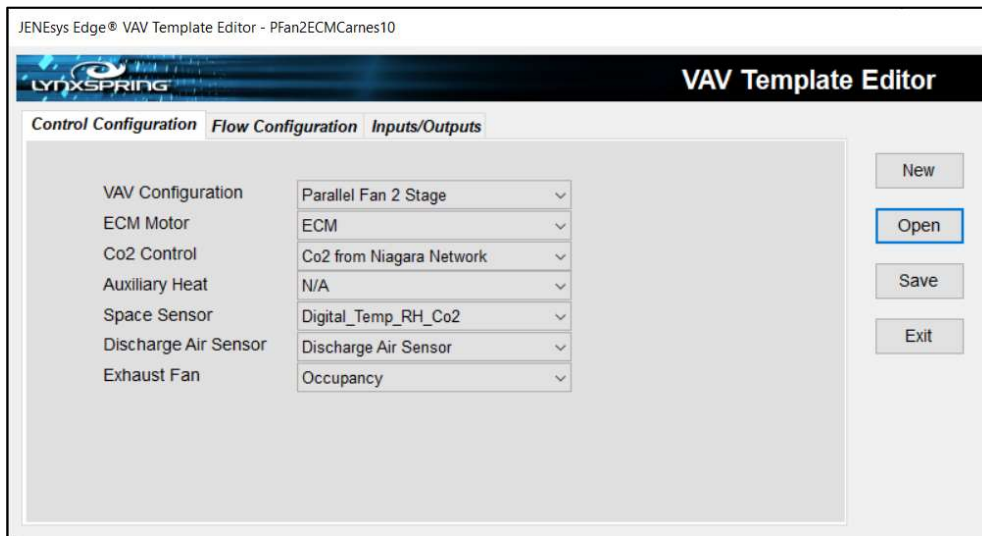 JENEsys Edge® VAV Template Editor - PFan2ECMCarnes10
LYNXSPRING
VAV Template Editor
Control Configuration Flow Configuration Inputs/Outputs
VAV Configuration Parallel Fan 2 Stage
ECM Motor ECM
Co2 Control Co2 from Niagara Network
Auxiliary Heat N/A
Space Sensor Digital_Temp_RH_Co2
Discharge Air Sensor Discharge Air Sensor
Exhaust Fan Occupancy
New
Open
Save
Exit